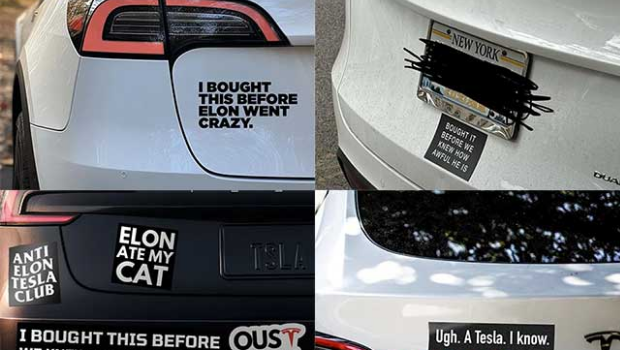 I BOUGHT
THIS BEFORE
ELON WENT
CRAZY.
NEW YORK
BOUGHT IT
BEFORE WE
KNEW HOW
AWFUL HE IS
DUA
ANTI
ELON
TESLA
CLUB
ELON
ATE MY
CAT
TSLA
I BOUGHT THIS BEFORE
OUST
Ugh. A Tesla. I know.